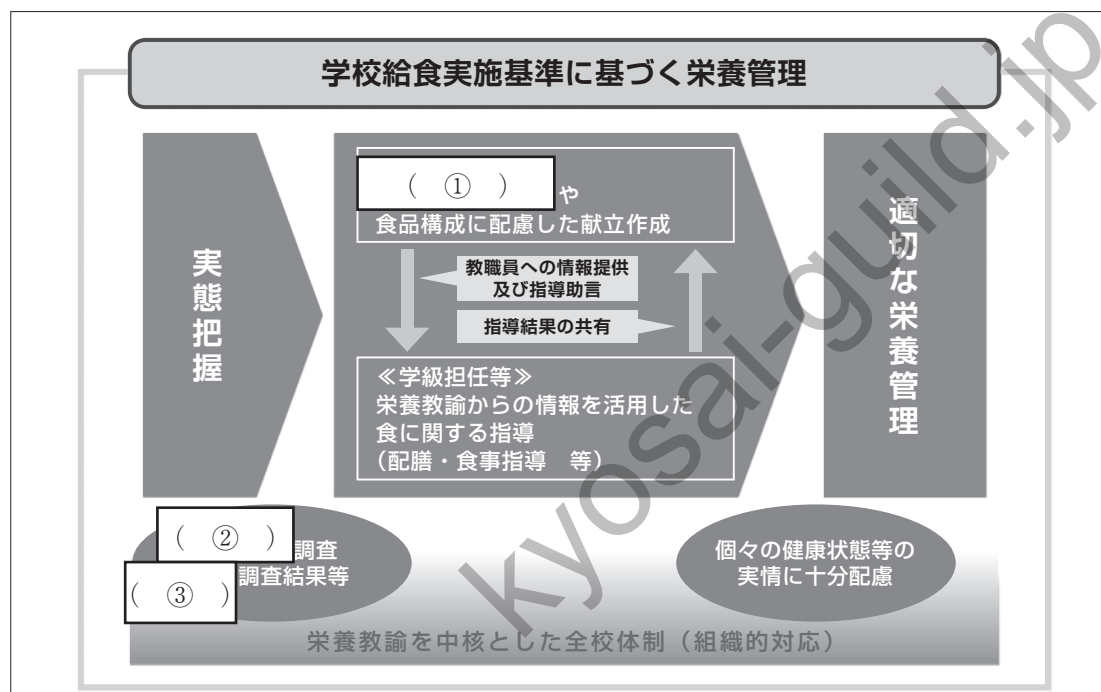 学校給食実施基準に基づく栄養管理
実態把握
( ① )や
食品構成に配慮した献立作成
教職員への情報提供
及び指導助言
指導結果の共有
≪学級担任等≫
栄養教諭からの情報を活用した
食に関する指導
(配膳・食事指導 等)
適切な栄養管理
( ② )調査
( ③ )調査結果等
個々の健康状態等の
実情に十分配慮
栄養教諭を中核とした全校体制(組織的対応)
kyosai-guild.jp